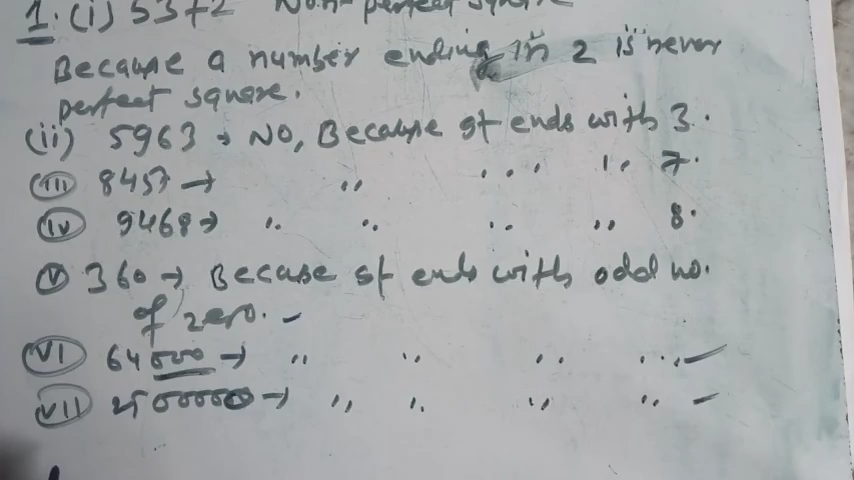 1. (i) 5372 Non-perfect square
Because a number ending in 2 is never
perfect square.
(ii) 5963 → NO, Because it ends with 3.
(iii) 8457 → " " " 7.
(iv) 9468 → " " " " 8.
(v) 360 → Becase it ends with odd no.
of zero. -
(VI) 64000 → " " " " -
(VII) 2500000 → " " " " -